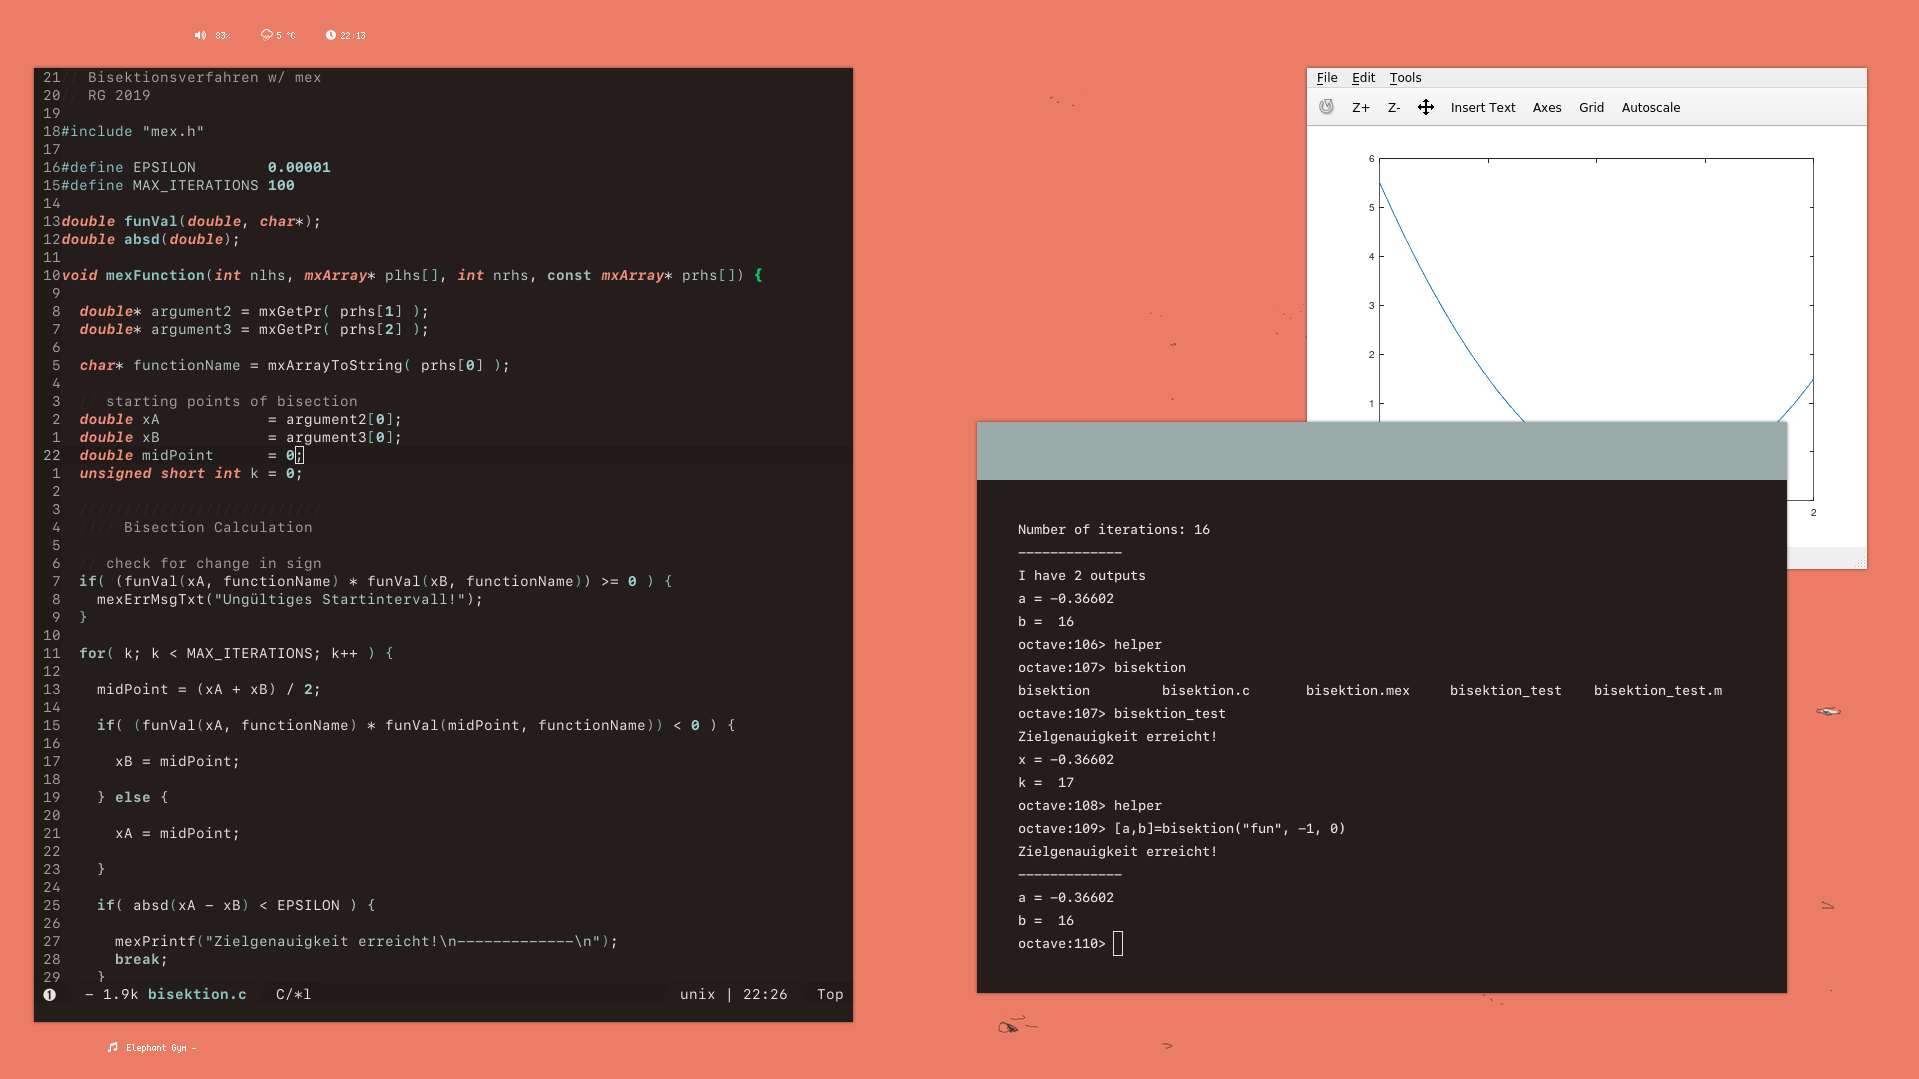 83% 5 °C 22:13
21// Bisektionsverfahren w/ mex
20// RG 2019
19
18#include "mex.h"
17
16#define EPSILON        0.00001
15#define MAX_ITERATIONS 100
14
13double funVal(double, char*);
12double absd(double);
11
10void mexFunction(int nlhs, mxArray* plhs[], int nrhs, const mxArray* prhs[]) {
9
8  double* argument2 = mxGetPr( prhs[1] );
7  double* argument3 = mxGetPr( prhs[2] );
6
5  char* functionName = mxArrayToString( prhs[0] );
4
3  // starting points of bisection
2  double xA            = argument2[0];
1  double xB            = argument3[0];
22  double midPoint      = 0;
1  unsigned short int k = 0;
2
3  ///////////////////////////
4  //// Bisection Calculation
5
6  // check for change in sign
7  if( (funVal(xA, functionName) * funVal(xB, functionName)) >= 0 ) {
8    mexErrMsgTxt("Ungültiges Startintervall!");
9  }
10
11  for( k; k < MAX_ITERATIONS; k++ ) {
12
13    midPoint = (xA + xB) / 2;
14
15    if( (funVal(xA, functionName) * funVal(midPoint, functionName)) < 0 ) {
16
17      xB = midPoint;
18
19    } else {
20
21      xA = midPoint;
22
23    }
24
25    if( absd(xA - xB) < EPSILON ) {
26
27      mexPrintf("Zielgenauigkeit erreicht!\n-------------\n");
28      break;
29    }
1 - 1.9k bisektion.c C/*l unix | 22:26 Top
Elephant Gym -
File Edit Tools
Z+ Z- Insert Text Axes Grid Autoscale
6
5
4
3
2
1
2
Number of iterations: 16
-------------
I have 2 outputs
a = -0.36602
b =  16
octave:106> helper
octave:107> bisektion
bisektion         bisektion.c       bisektion.mex     bisektion_test    bisektion_test.m
octave:107> bisektion_test
Zielgenauigkeit erreicht!
x = -0.36602
k =  17
octave:108> helper
octave:109> [a,b]=bisektion("fun", -1, 0)
Zielgenauigkeit erreicht!
-------------
a = -0.36602
b =  16
octave:110>